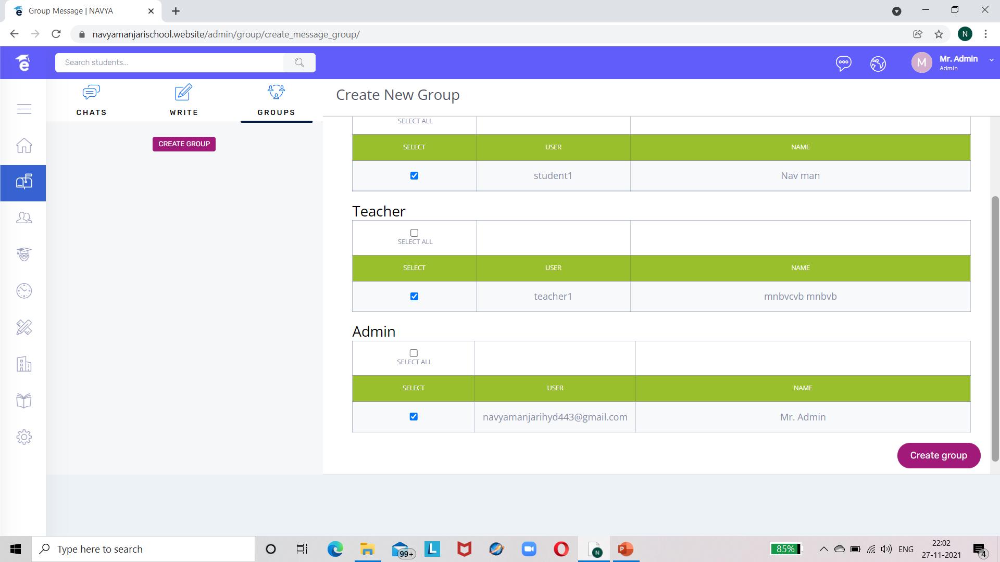 Group Message | NAVYA
navyamanjarischool.website/admin/group/create_message_group/
N
e
Search students...
M
Mr. Admin
Admin
CHATS
WRITE
GROUPS
Create New Group
CREATE GROUP
SELECT ALL
SELECT USER NAME
student1 Nav man
Teacher
SELECT ALL
SELECT USER NAME
teacher1 mnbvcvb mnbvb
Admin
SELECT ALL
SELECT USER NAME
navyamanjarihyd443@gmail.com Mr. Admin
Create group
Type here to search
99+
L
N
P
85%
ENG
22:02
27-11-2021
4